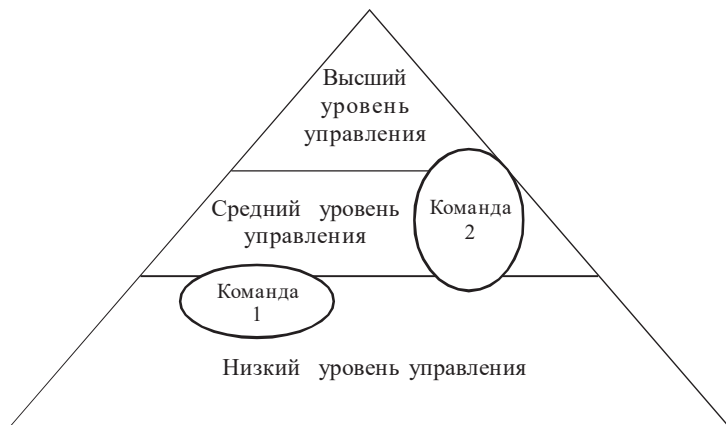 Высший
уровень
управления
Средний уровень
управления
Команда
2
Команда
1
Низкий уровень управления